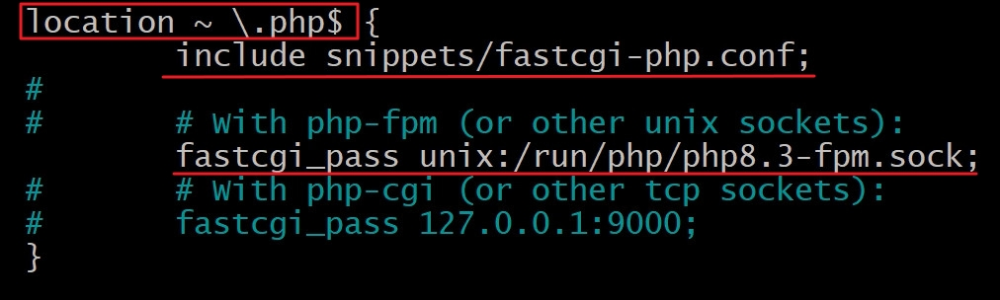 location ~ \.php$ {
include snippets/fastcgi-php.conf;
#
# # With php-fpm (or other unix sockets):
fastcgi_pass unix:/run/php/php8.3-fpm.sock;
# # With php-cgi (or other tcp sockets):
# fastcgi_pass 127.0.0.1:9000;
}